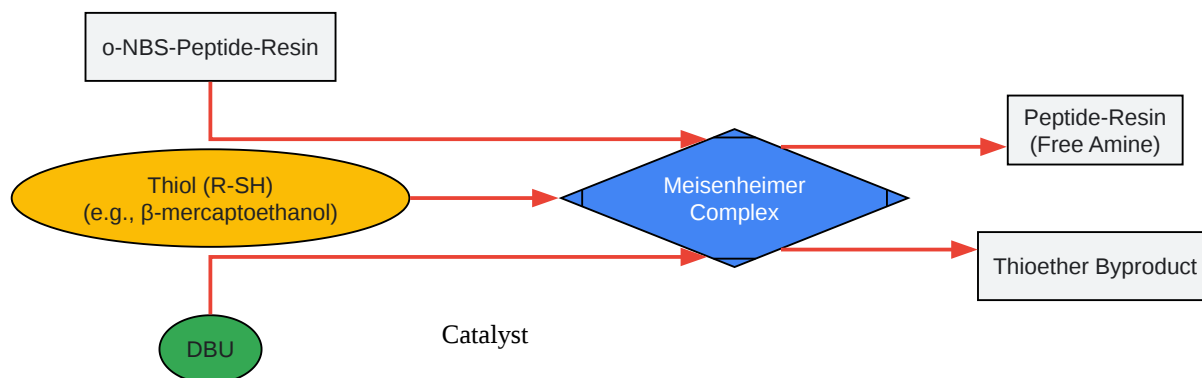 o-NBS-Peptide-Resin
Thiol (R-SH)
(e.g., β-mercaptoethanol)
DBU
Catalyst
Meisenheimer
Complex
Peptide-Resin
(Free Amine)
Thioether Byproduct